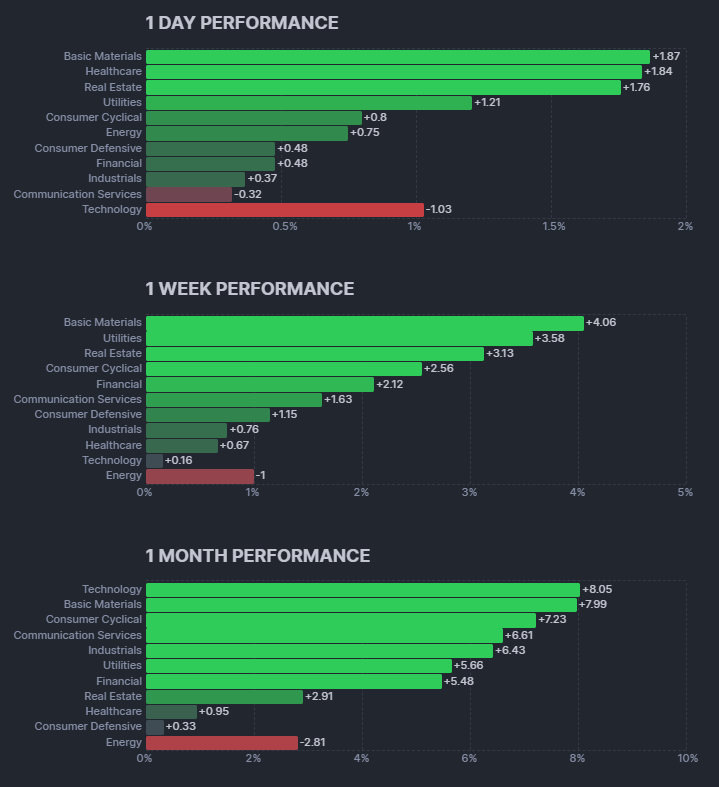 1 DAY PERFORMANCE
Basic Materials +1.87
Healthcare +1.84
Real Estate +1.76
Utilities +1.21
Consumer Cyclical +0.8
Energy +0.75
Consumer Defensive +0.48
Financial +0.48
Industrials +0.37
Communication Services -0.32
Technology -1.03
0% 0.5% 1% 1.5% 2%
1 WEEK PERFORMANCE
Basic Materials +4.06
Utilities +3.58
Real Estate +3.13
Consumer Cyclical +2.56
Financial +2.12
Communication Services +1.63
Consumer Defensive +1.15
Industrials +0.76
Healthcare +0.67
Technology +0.16
Energy -1
0% 1% 2% 3% 4% 5%
1 MONTH PERFORMANCE
Technology +8.05
Basic Materials +7.99
Consumer Cyclical +7.23
Communication Services +6.61
Industrials +6.43
Utilities +5.66
Financial +5.48
Real Estate +2.91
Healthcare +0.95
Consumer Defensive +0.33
Energy -2.81
0% 2% 4% 6% 8% 10%